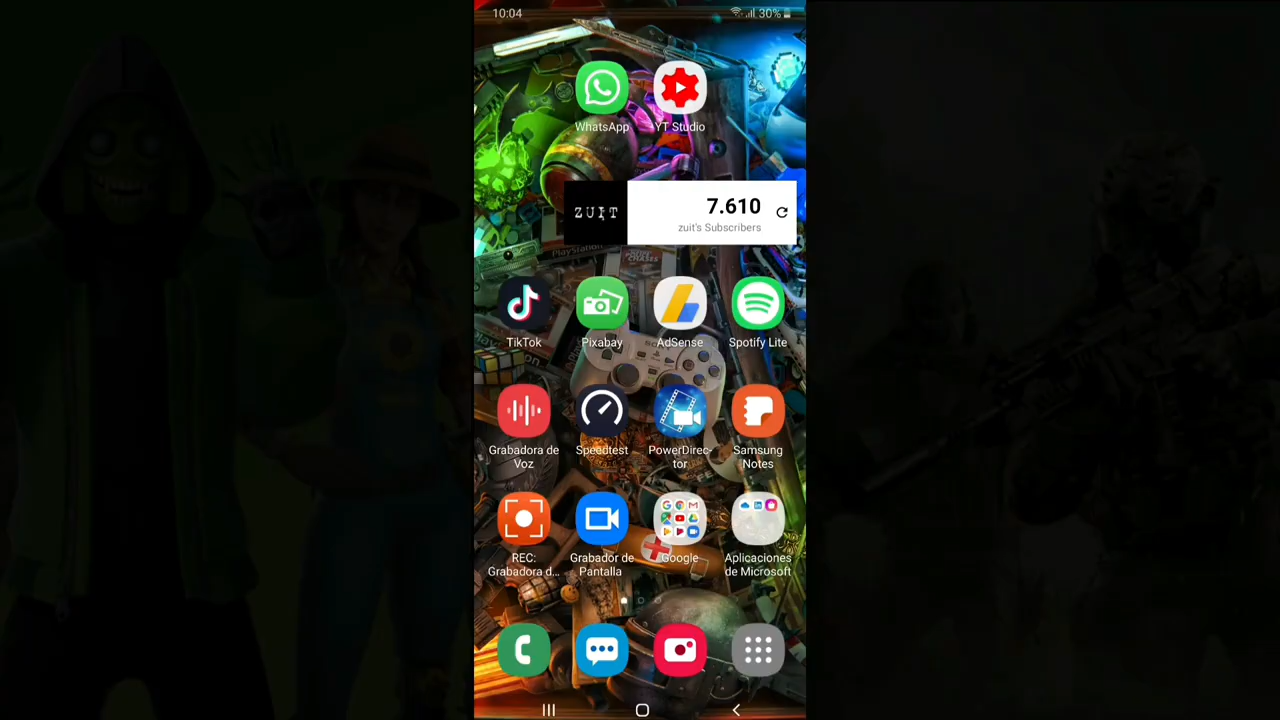 10:04
30%
WhatsApp
YT Studio
ZUIT
7.610
zuit's Subscribers
PlayStation
TikTok
Pixabay
AdSense
Spotify Lite
Grabadora de
Voz
Speedtest
PowerDirec-
tor
Samsung
Notes
REC:
Grabadora d...
Grabador de
Pantalla
Google
Aplicaciones
de Microsoft